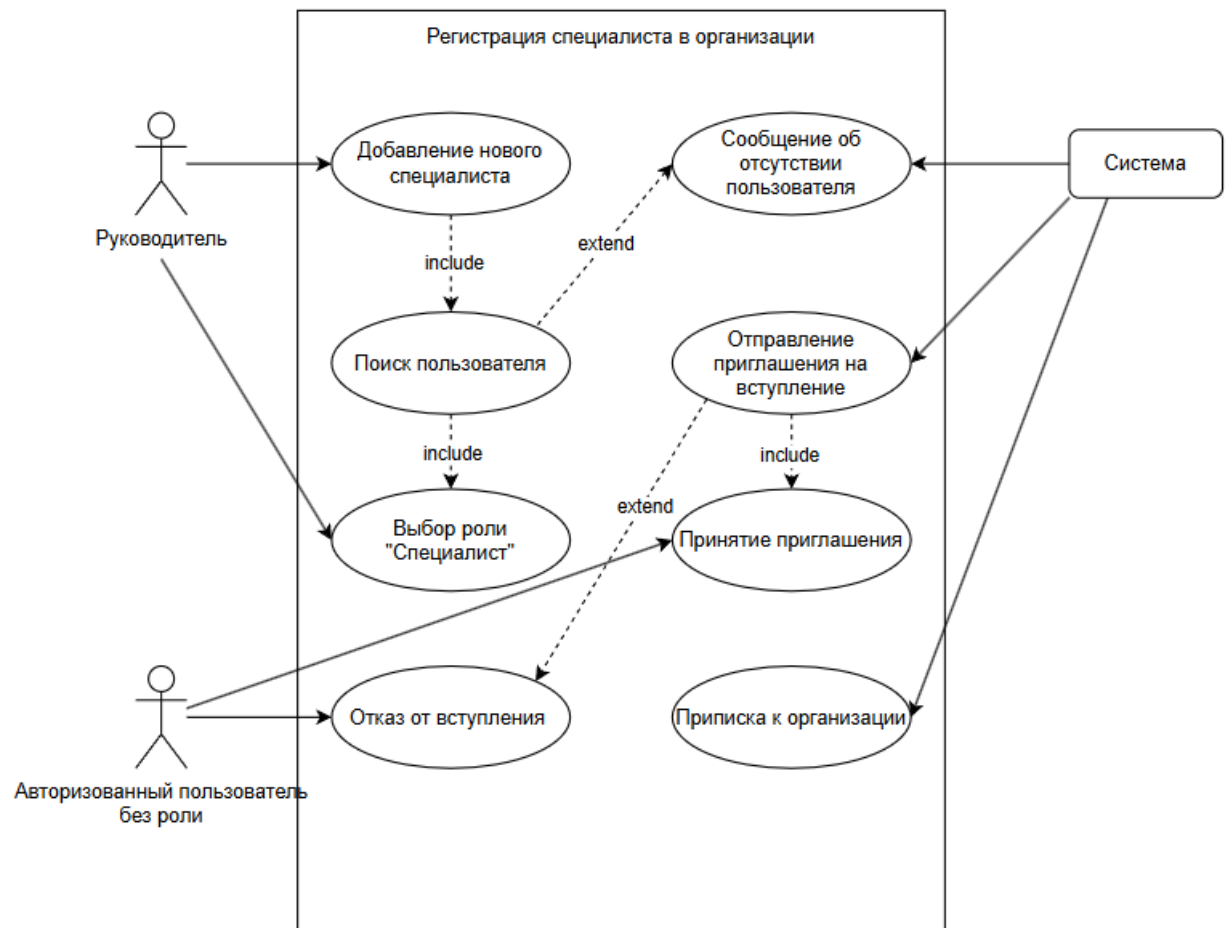 Регистрация специалиста в организации
Добавление нового
специалиста
Сообщение об
отсутствии
пользователя
Система
Руководитель
extend
include
Поиск пользователя
Отправление
приглашения на
вступление
include
include
extend
Выбор роли
"Специалист"
Принятие приглашения
Отказ от вступления
Приписка к организации
Авторизованный пользователь
без роли